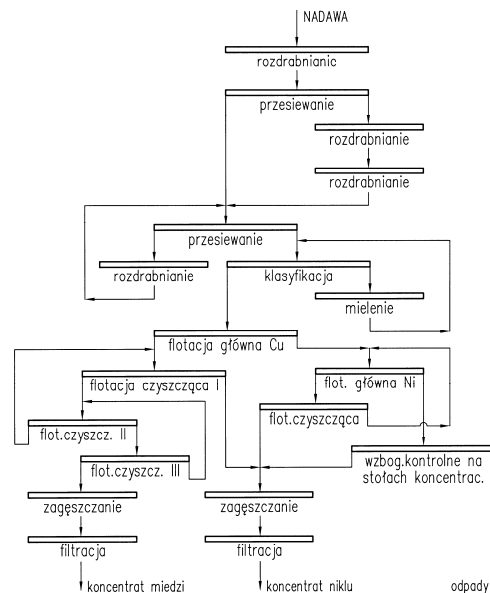 NADAWA
rozdrabnianic
przesiewanie
rozdrabnianie
rozdrabnianie
przesiewanie
rozdrabnianie
klasyfikacja
mielenie
flotacja główna Cu
flotacja czyszcząca I
flot. główna Ni
flot.czyszcząca
flot.czyszcz. II
flot.czyszcz. III
wzbog.kontrolne na
stołach koncentrac.
zagęszczanie
zagęszczanie
filtracja
filtracja
koncentrat miedzi
koncentrat niklu
odpady